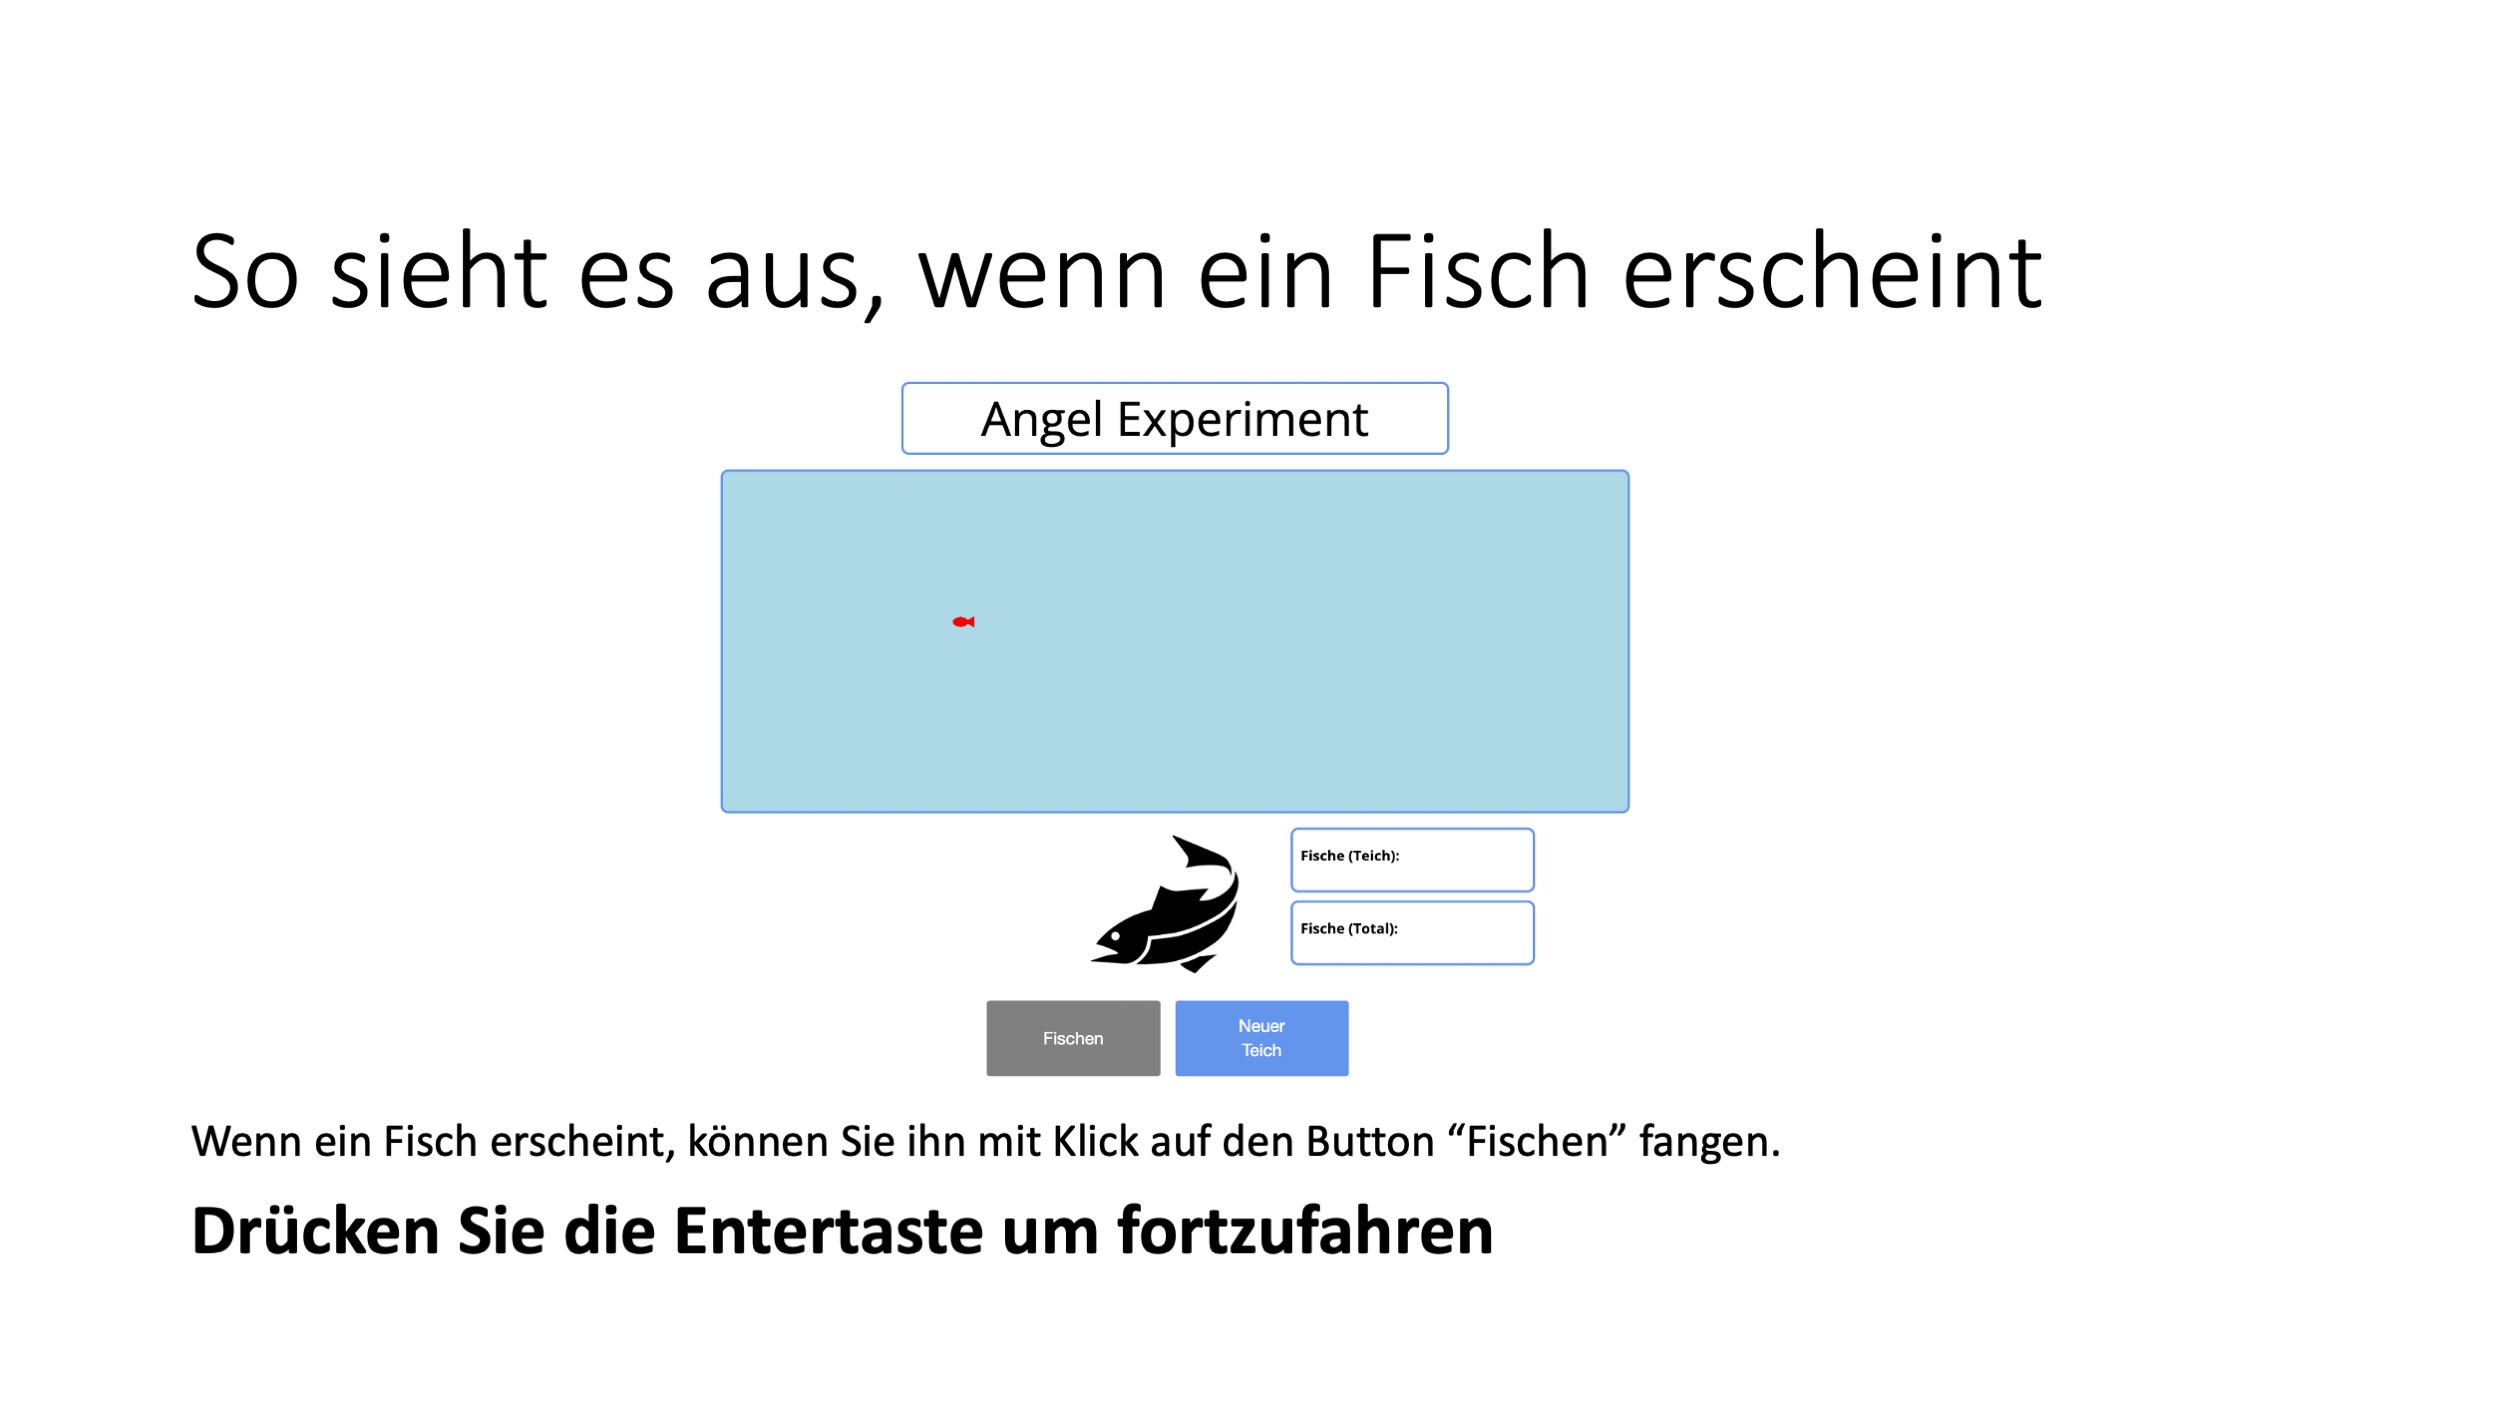 So sieht es aus, wenn ein Fisch erscheint
Angel Experiment
Fische (Teich):
Fische (Total):
Fischen
Neuer
Teich
Wenn ein Fisch erscheint, können Sie ihn mit Klick auf den Button “Fischen” fangen.
Drücken Sie die Entertaste um fortzufahren